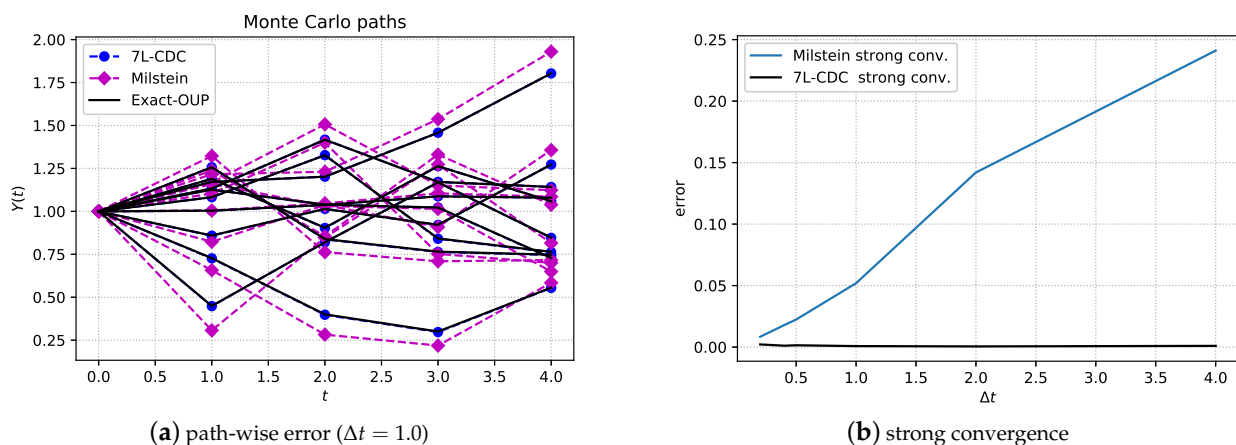 Monte Carlo paths
2.00
1.75
1.50
1.25
1.00
0.75
0.50
0.25
Y(t)
7L-CDC
Milstein
Exact-OUP
0.0 0.5 1.0 1.5 2.0 2.5 3.0 3.5 4.0
t
(a) path-wise error (Δt = 1.0)
0.25
0.20
0.15
0.10
0.05
0.00
error
Milstein strong conv.
7L-CDC strong conv.
0.5 1.0 1.5 2.0 2.5 3.0 3.5 4.0
Δt
(b) strong convergence